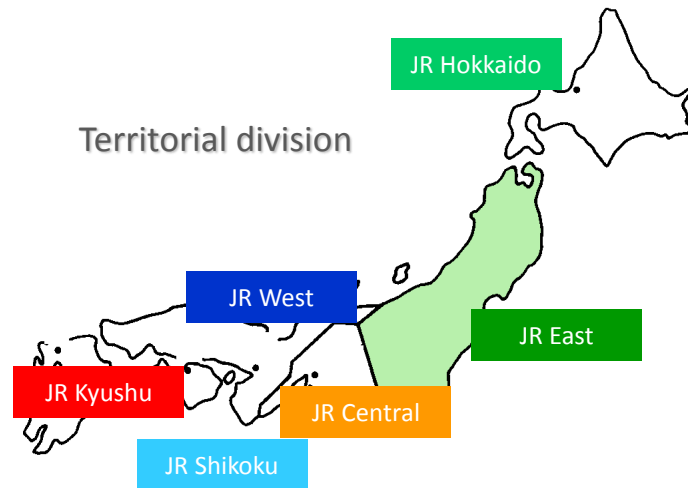 JR Hokkaido
Territorial division
JR West
JR East
JR Kyushu
JR Central
JR Shikoku